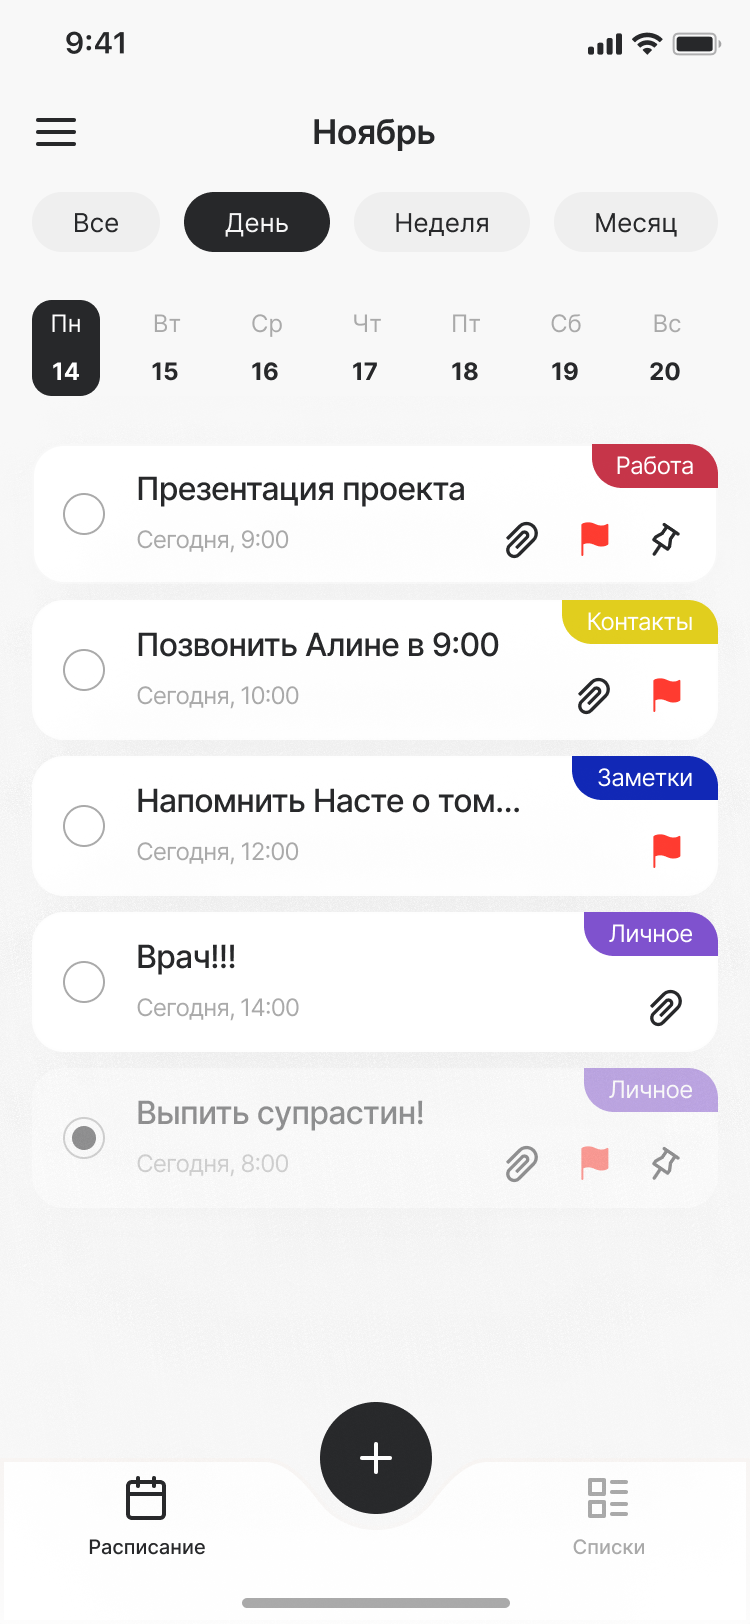 9:41
Ноябрь
Все День Неделя Месяц
Пн Вт Ср Чт Пт Сб Вс
14 15 16 17 18 19 20
Работа
Презентация проекта
Сегодня, 9:00
Контакты
Позвонить Алине в 9:00
Сегодня, 10:00
Заметки
Напомнить Насте о том...
Сегодня, 12:00
Личное
Врач!!!
Сегодня, 14:00
Личное
Выпить супрастин!
Сегодня, 8:00
Расписание Списки